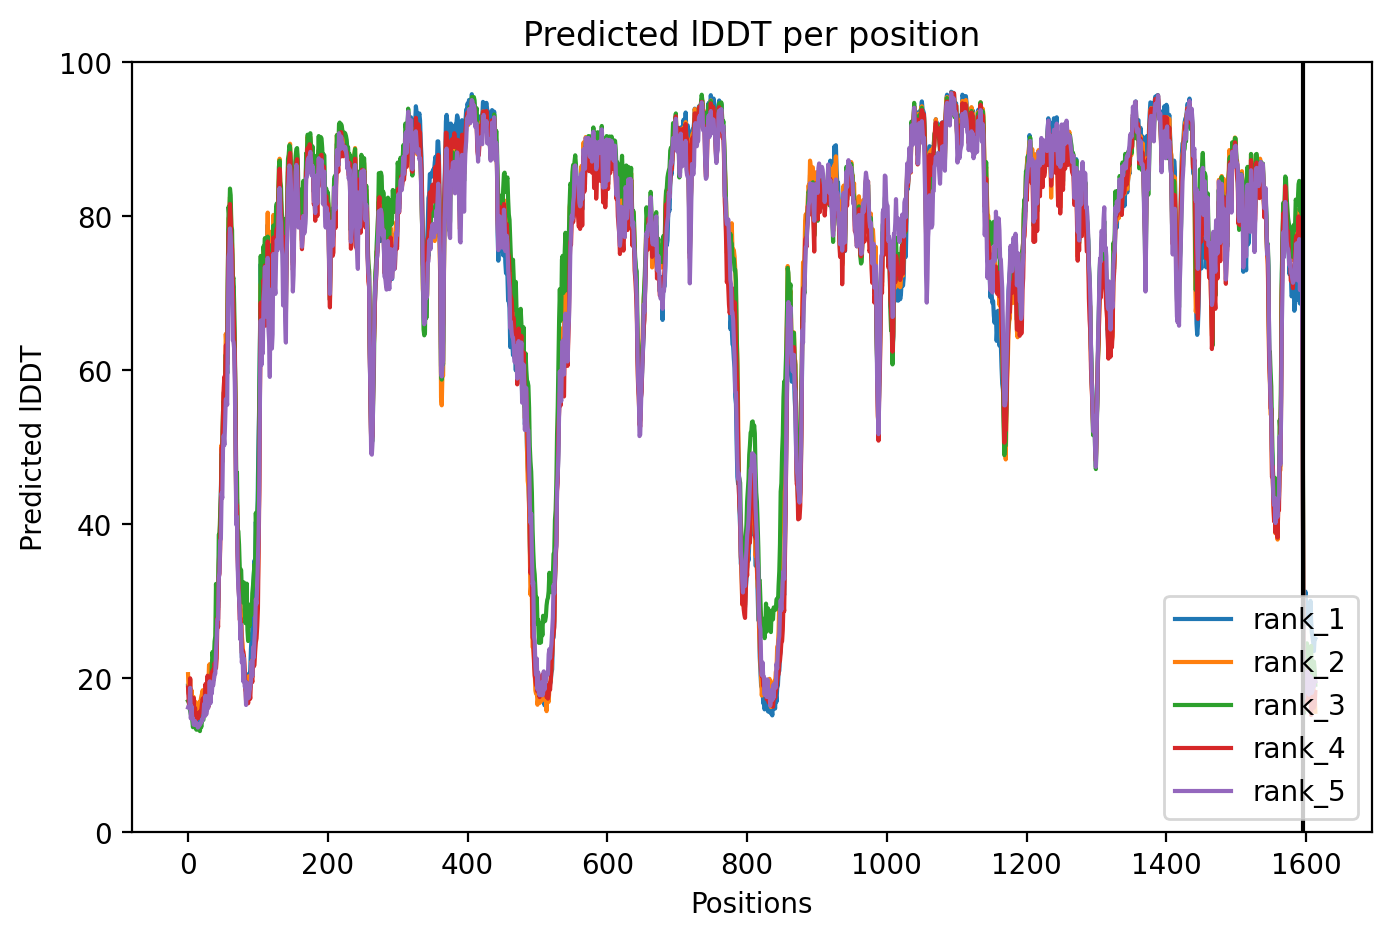 Predicted lDDT per position
Predicted lDDT
100
80
60
40
20
0
0 200 400 600 800 1000 1200 1400 1600
Positions
rank_1
rank_2
rank_3
rank_4
rank_5